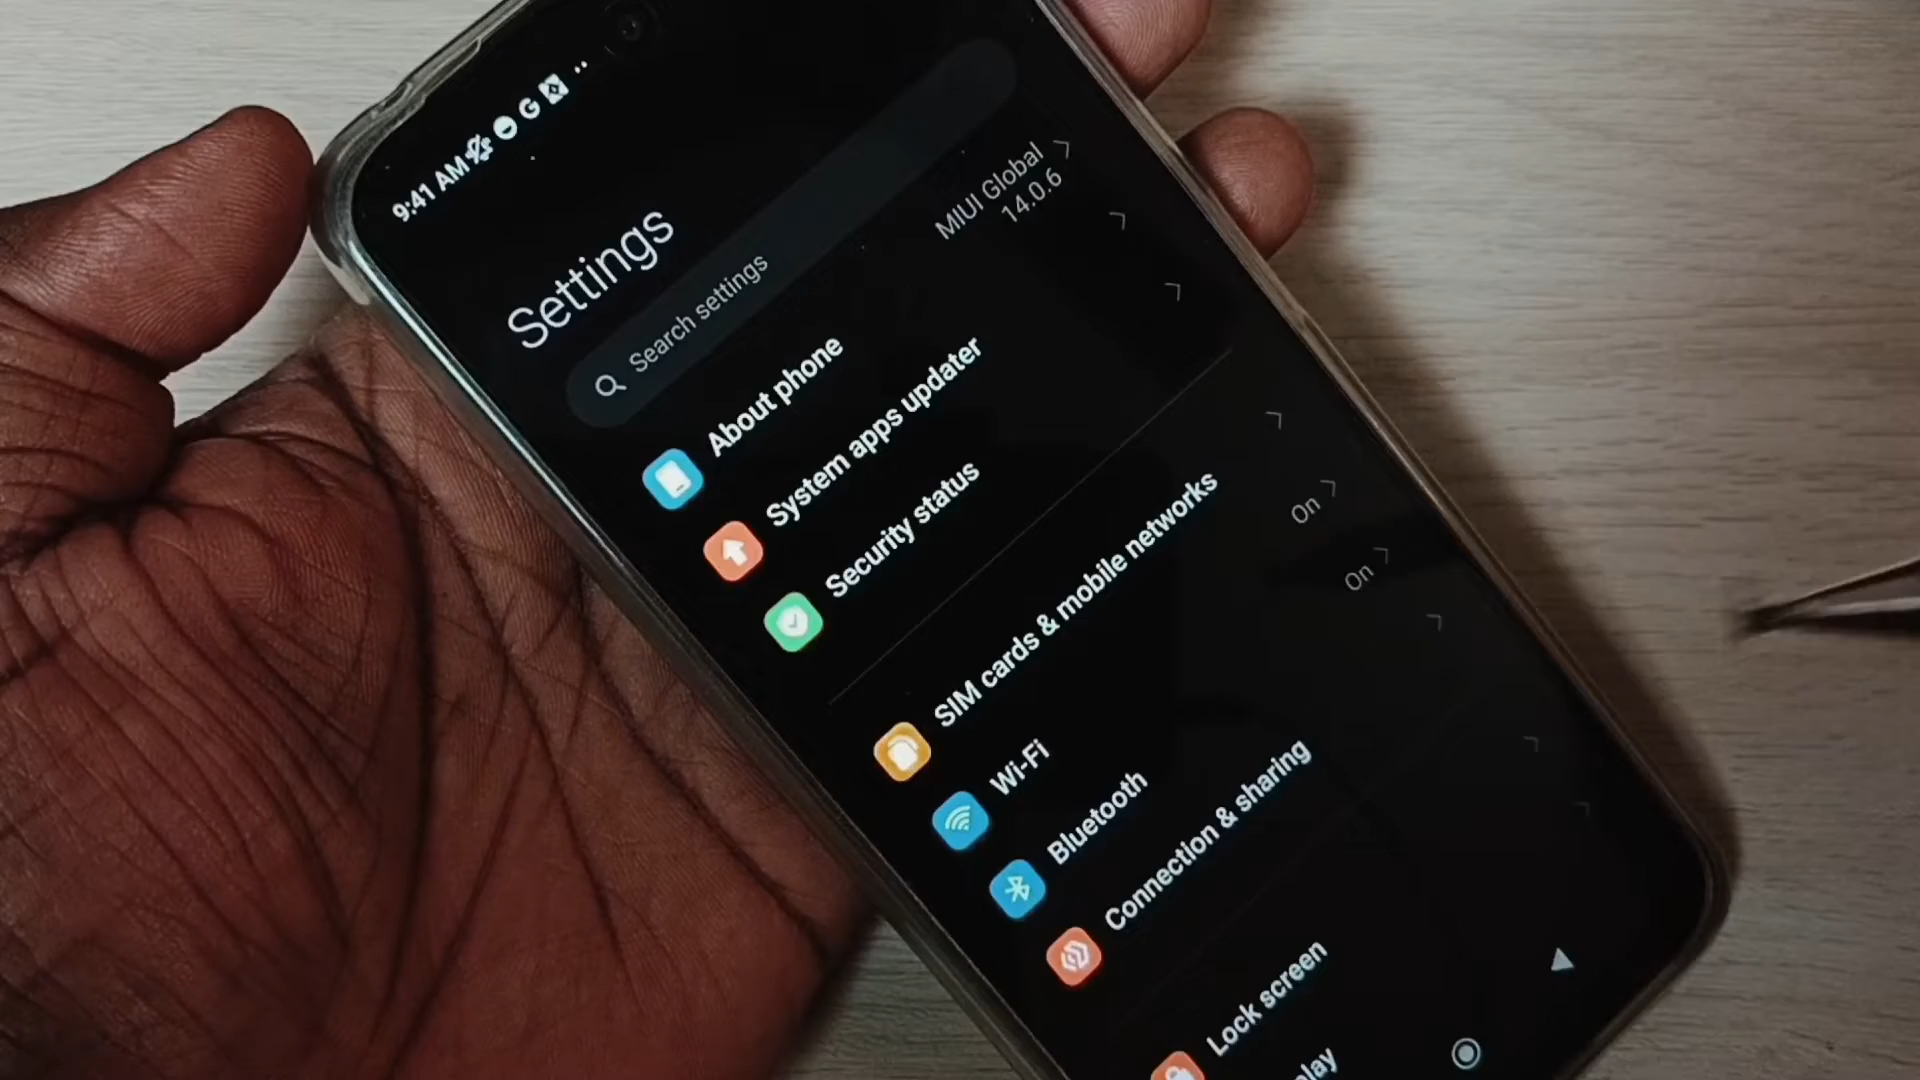 9:41 AM
Settings
Search settings
About phone
MIUI Global
14.0.6
System apps updater
Security status
SIM cards & mobile networks
Wi-Fi
On
Bluetooth
On
Connection & sharing
Lock screen